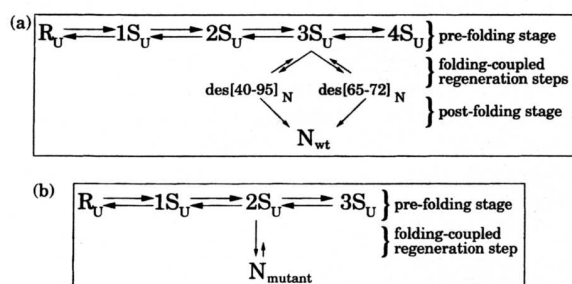 (a)
R_U 1S_U 2S_U 3S_U 4S_U } pre-folding stage
} folding-coupled
regeneration steps
des[40-95]_N des[65-72]_N
} post-folding stage
N_wt
(b)
R_U 1S_U 2S_U 3S_U } pre-folding stage
} folding-coupled
regeneration step
N_mutant